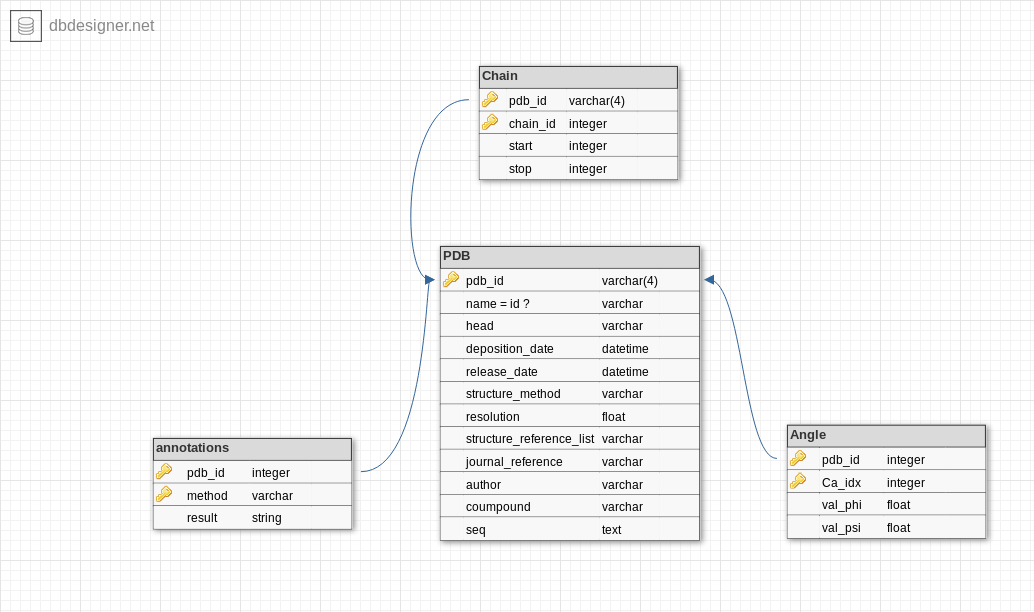 dbdesigner.net
Chain
pdb_id varchar(4)
chain_id integer
start integer
stop integer
PDB
pdb_id varchar(4)
name = id ? varchar
head varchar
deposition_date datetime
release_date datetime
structure_method varchar
resolution float
structure_reference_list varchar
journal_reference varchar
author varchar
coumpound varchar
seq text
annotations
pdb_id integer
method varchar
result string
Angle
pdb_id integer
Ca_idx integer
val_phi float
val_psi float